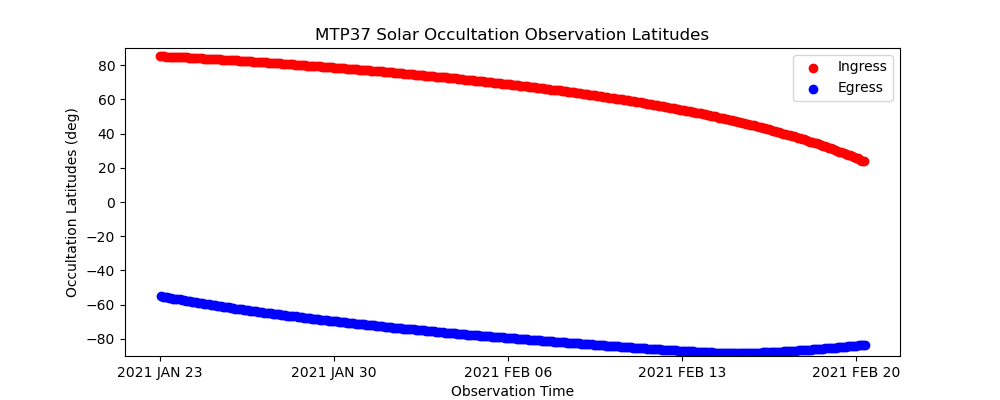 MTP37 Solar Occultation Observation Latitudes
Occultation Latitudes (deg)
80
60
40
20
0
−20
−40
−60
−80
Ingress
Egress
2021 JAN 23
2021 JAN 30
2021 FEB 06
2021 FEB 13
2021 FEB 20
Observation Time